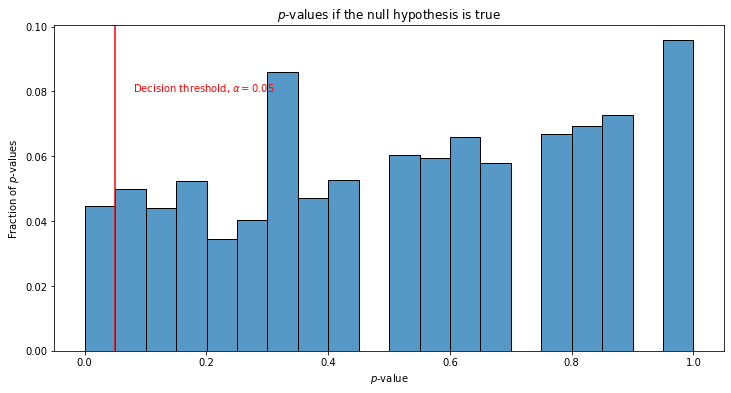 p-values if the null hypothesis is true
0.10
0.08
0.06
0.04
0.02
0.00
Fraction of p-values
Decision threshold, α = 0.05
0.0 0.2 0.4 0.6 0.8 1.0
p-value